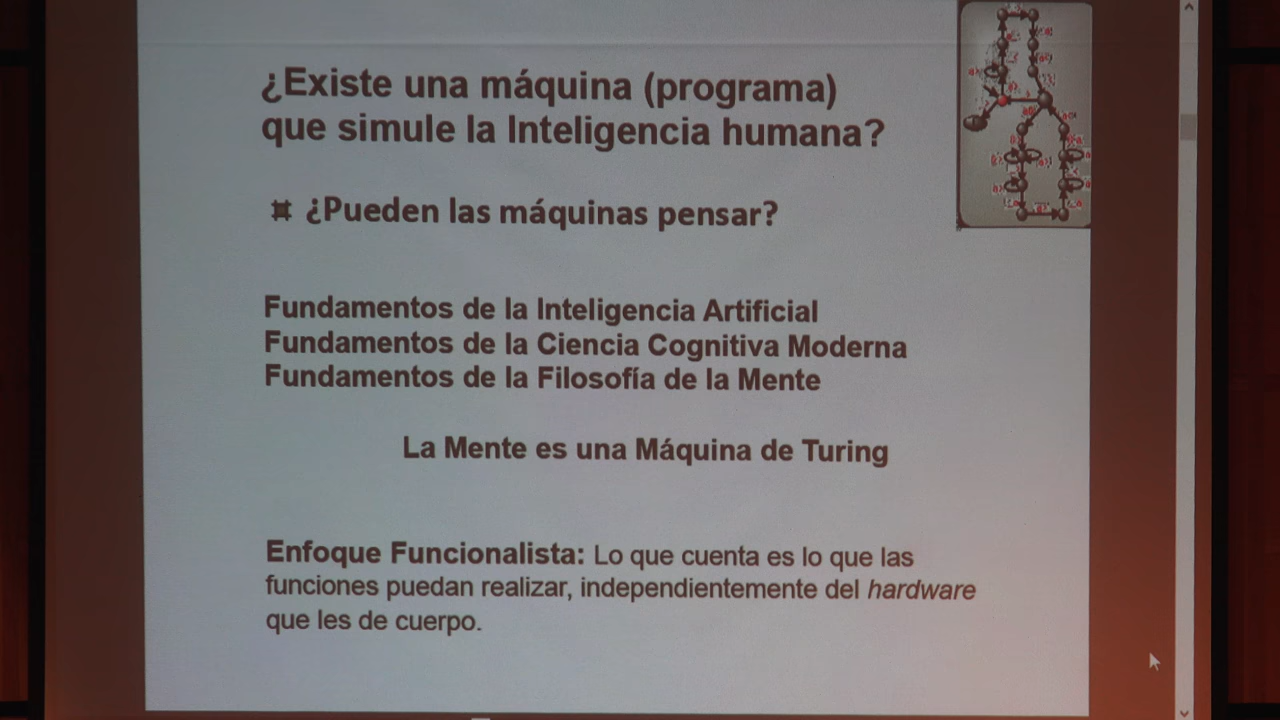 ¿Existe una máquina (programa)
que simule la Inteligencia humana?
¿Pueden las máquinas pensar?
Fundamentos de la Inteligencia Artificial
Fundamentos de la Ciencia Cognitiva Moderna
Fundamentos de la Filosofía de la Mente
La Mente es una Máquina de Turing
Enfoque Funcionalista: Lo que cuenta es lo que las
funciones puedan realizar, independientemente del hardware
que les de cuerpo.